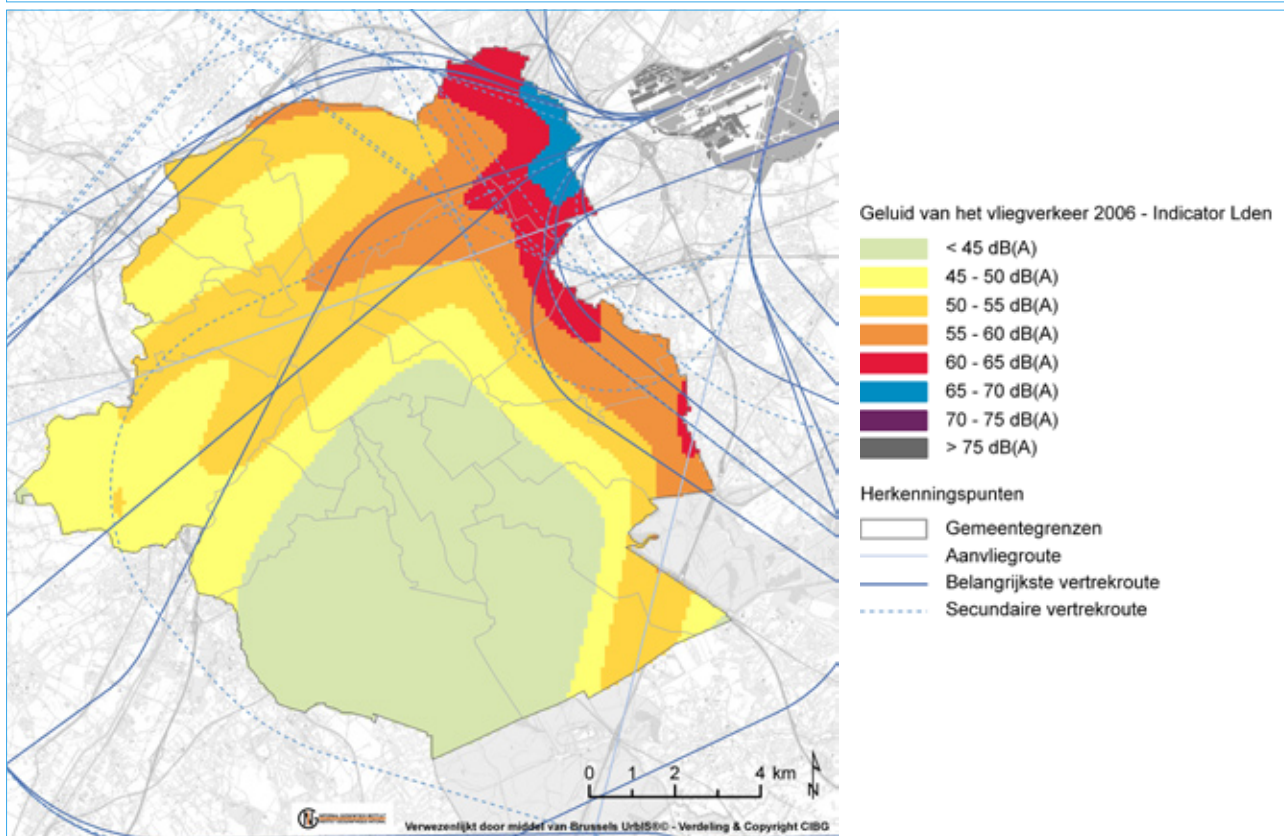 Geluid van het vliegverkeer 2006 - Indicator Lden
< 45 dB(A)
45 - 50 dB(A)
50 - 55 dB(A)
55 - 60 dB(A)
60 - 65 dB(A)
65 - 70 dB(A)
70 - 75 dB(A)
> 75 dB(A)
Herkenningspunten
Gemeentegrenzen
Aanvliegroute
Belangrijkste vertrekroute
Secundaire vertrekroute
0 1 2 4 km
N
Verwezenlijkt door middel van Brussels UrbIS®© - Verdeling & Copyright CIBG